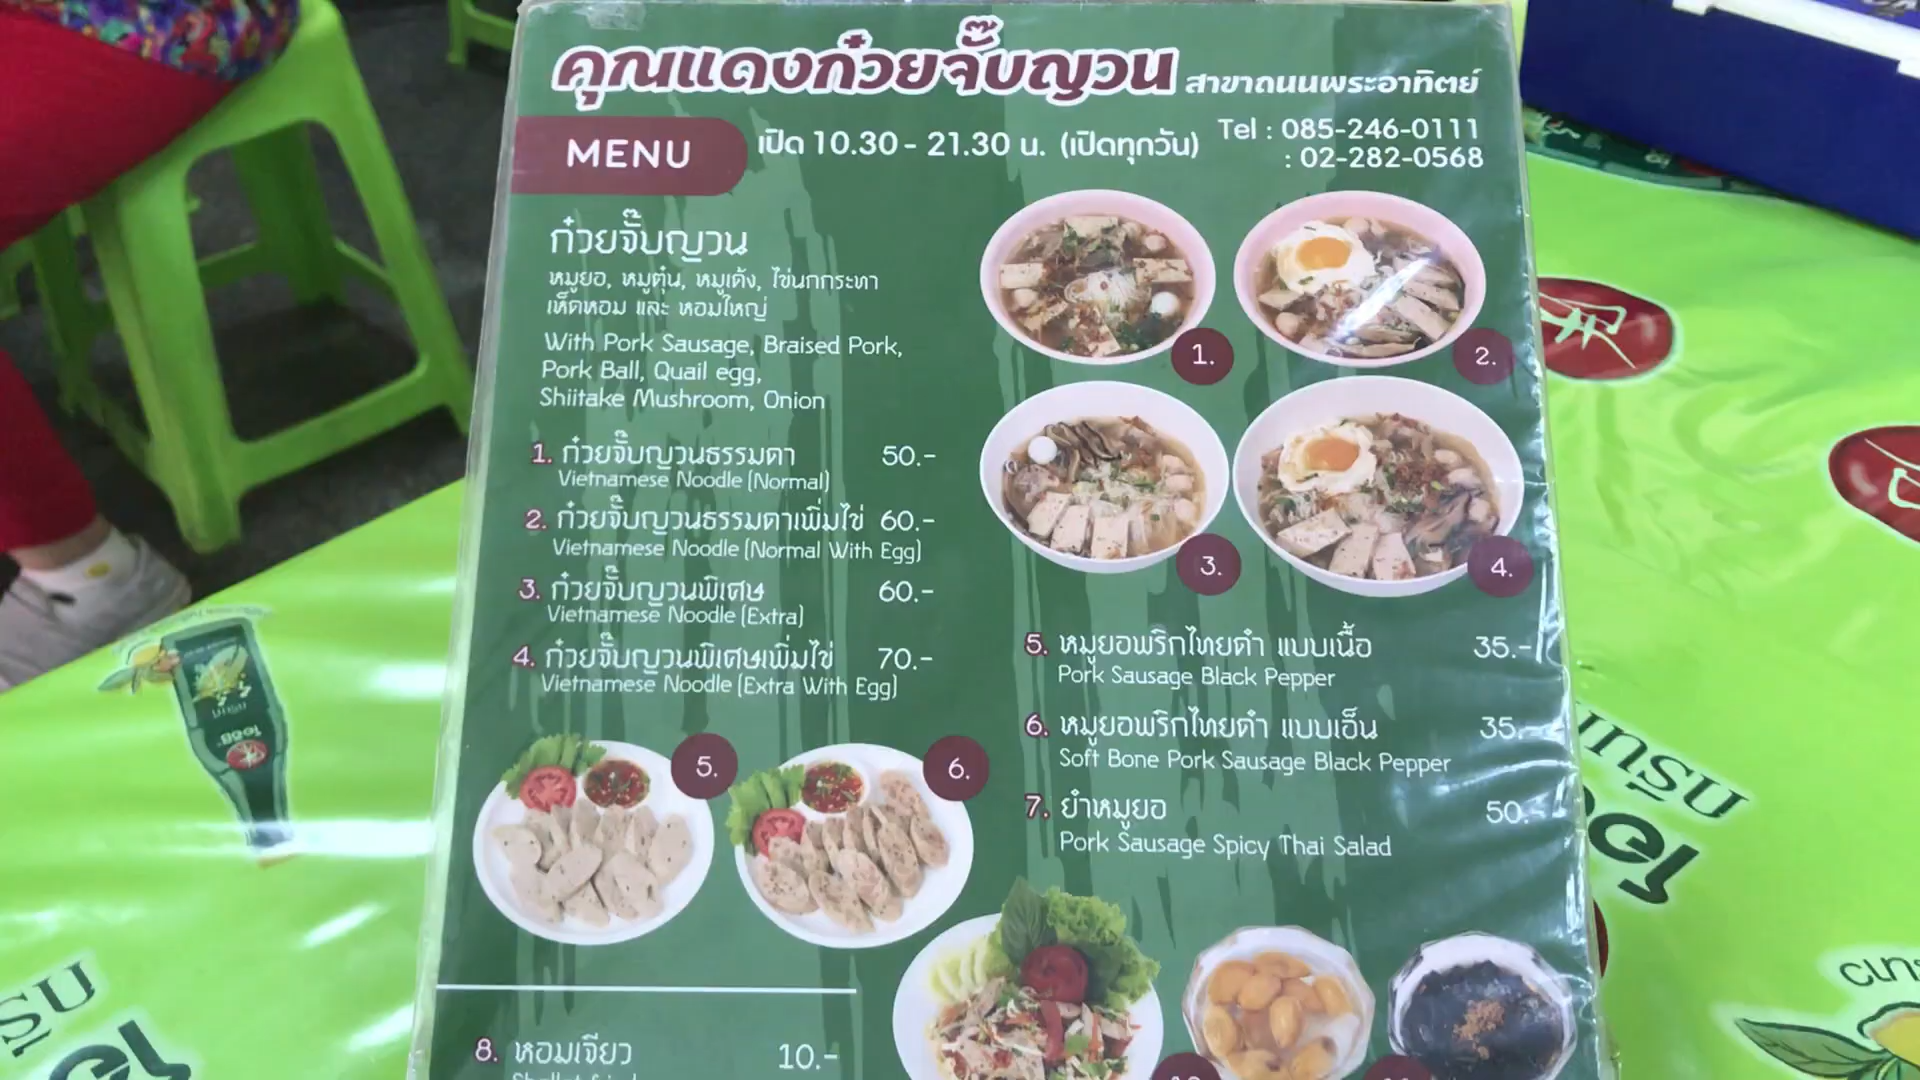 คุณแดงก๋วยจั๊บญวน สาขาถนนพระอาทิตย์
MENU
เปิด 10.30 - 21.30 น. (เปิดทุกวัน)
Tel : 085-246-0111
: 02-282-0568
ก๋วยจั๊บญวน
หมูยอ, หมูตุ๋น, หมูเด้ง, ไข่นกกระทา
เห็ดหอม และ หอมใหญ่
With Pork Sausage, Braised Pork,
Pork Ball, Quail egg,
Shiitake Mushroom, Onion
1. ก๋วยจั๊บญวนธรรมดา 50.-
Vietnamese Noodle (Normal)
2. ก๋วยจั๊บญวนธรรมดาเพิ่มไข่ 60.-
Vietnamese Noodle (Normal With Egg)
3. ก๋วยจั๊บญวนพิเศษ 60.-
Vietnamese Noodle (Extra)
4. ก๋วยจั๊บญวนพิเศษเพิ่มไข่ 70.-
Vietnamese Noodle (Extra With Egg)
1.
2.
3.
4.
5. หมูยอพริกไทยดำ แบบเนื้อ 35.-
Pork Sausage Black Pepper
6. หมูยอพริกไทยดำ แบบเอ็น 35.-
Soft Bone Pork Sausage Black Pepper
7. ยำหมูยอ 50.-
Pork Sausage Spicy Thai Salad
5.
6.
8. หอมเจียว 10.-
โออิชิ